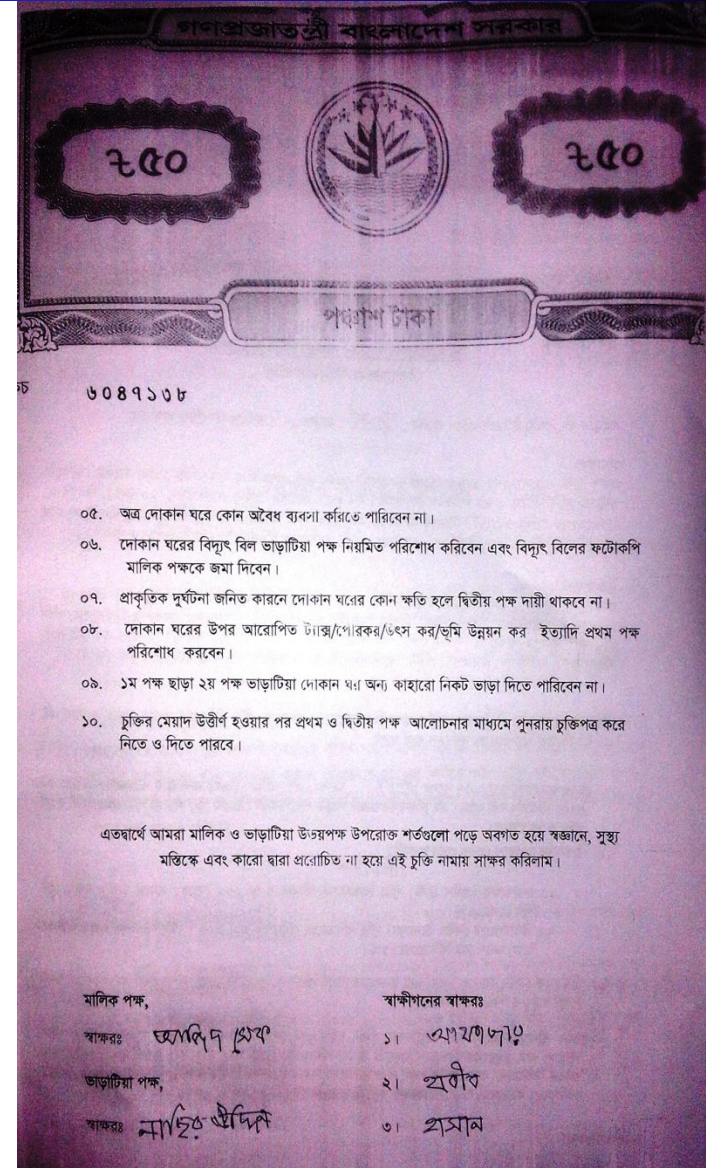 গণপ্রজাতন্ত্রী বাংলাদেশ সরকার
৳৫০ ৳৫০
পঞ্চাশ টাকা
৬০৪৭১৩৮
০৫. অত্র দোকান ঘরে কোন অবৈধ ব্যবসা করিতে পারিবেন না।
০৬. দোকান ঘরের বিদ্যুৎ বিল ভাড়াটিয়া পক্ষ নিয়মিত পরিশোধ করিবেন এবং বিদ্যুৎ বিলের ফটোকপি
মালিক পক্ষকে জমা দিবেন।
০৭. প্রাকৃতিক দুর্ঘটনা জনিত কারনে দোকান ঘরের কোন ক্ষতি হলে দ্বিতীয় পক্ষ দায়ী থাকবে না।
০৮. দোকান ঘরের উপর আরোপিত ট্যাক্স/পৌরকর/উৎস কর/ভূমি উন্নয়ন কর ইত্যাদি প্রথম পক্ষ
পরিশোধ করবেন।
০৯. ১ম পক্ষ ছাড়া ২য় পক্ষ ভাড়াটিয়া দোকান ঘর অন্য কাহারো নিকট ভাড়া দিতে পারিবেন না।
১০. চুক্তির মেয়াদ উত্তীর্ণ হওয়ার পর প্রথম ও দ্বিতীয় পক্ষ আলোচনার মাধ্যমে পুনরায় চুক্তিপত্র করে
নিতে ও দিতে পারবে।
এতদ্বার্থে আমরা মালিক ও ভাড়াটিয়া উভয়পক্ষ উপরোক্ত শর্তগুলো পড়ে অবগত হয়ে স্বজ্ঞানে, সুস্থ্য
মস্তিস্কে এবং কারো দ্বারা প্ররোচিত না হয়ে এই চুক্তি নামায় সাক্ষর করিলাম।
মালিক পক্ষ,
স্বাক্ষরঃ
ভাড়াটিয়া পক্ষ,
স্বাক্ষরঃ নাছির উদ্দিন
স্বাক্ষীগনের স্বাক্ষরঃ
১।
২। হাবীব
৩। হাসান